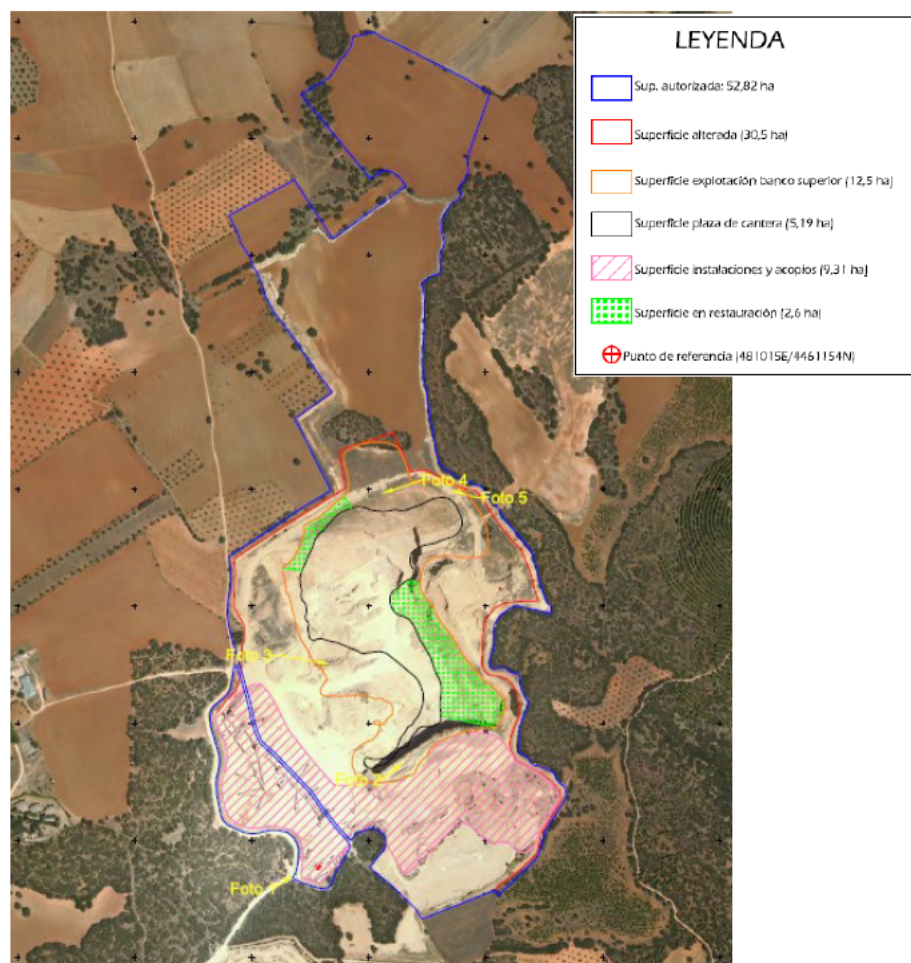 LEYENDA
Sup. autorizada: 52,82 ha
Superficie alterada (30,5 ha)
Superficie explotación banco superior (12,5 ha)
Superficie plaza de cantera (5,19 ha)
Superficie instalaciones y acopios (9,31 ha)
Superficie en restauración (2,6 ha)
Punto de referencia (481015E/4461154N)
Foto 4
Foto 5
Foto 3
Foto 2
Foto 1